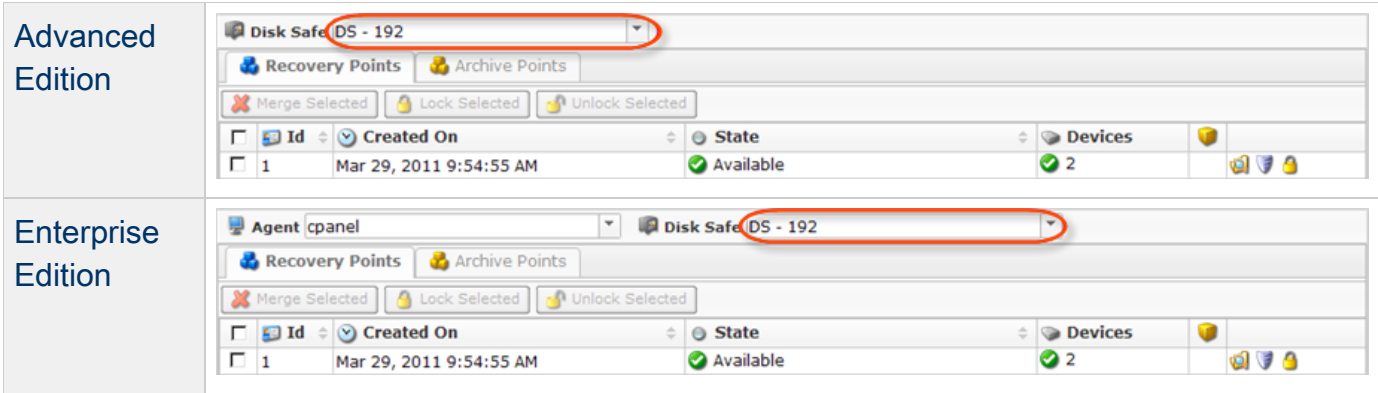 Advanced
Edition
Disk Safe DS - 192
Recovery Points Archive Points
Merge Selected Lock Selected Unlock Selected
Id Created On State Devices
1 Mar 29, 2011 9:54:55 AM Available 2
Enterprise
Edition
Agent cpanel Disk Safe DS - 192
Recovery Points Archive Points
Merge Selected Lock Selected Unlock Selected
Id Created On State Devices
1 Mar 29, 2011 9:54:55 AM Available 2